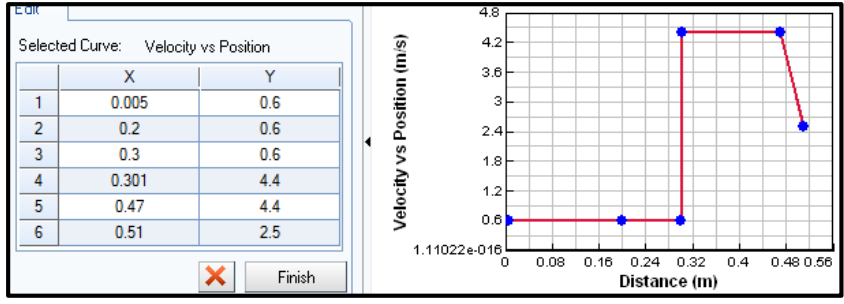 Edit
Selected Curve: Velocity vs Position
X Y
1 0.005 0.6
2 0.2 0.6
3 0.3 0.6
4 0.301 4.4
5 0.47 4.4
6 0.51 2.5
Finish
Velocity vs Position (m/s)
4.8
4.2
3.6
3
2.4
1.8
1.2
0.6
1.11022e-016
0 0.08 0.16 0.24 0.32 0.4 0.48 0.56
Distance (m)